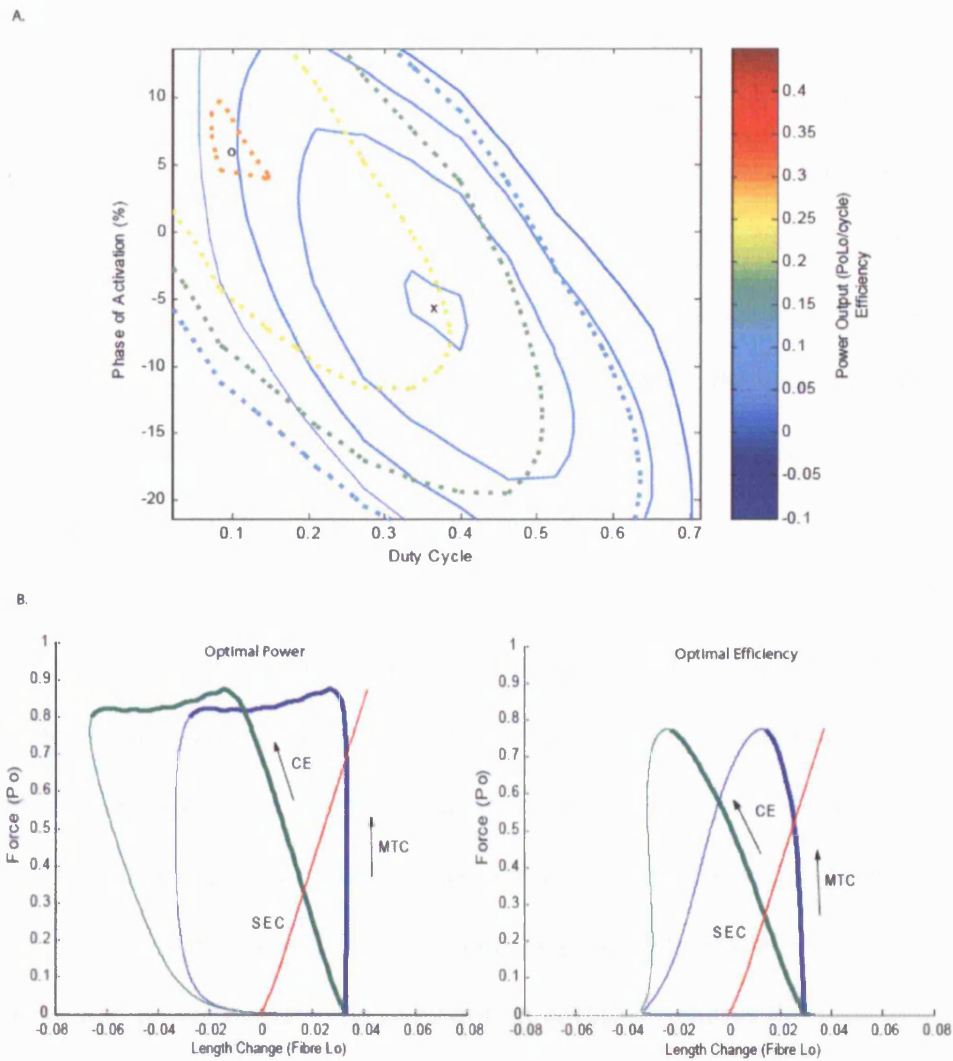 A.
10
5
0
-5
-10
-15
-20
Phase of Activation (%)
0.1 0.2 0.3 0.4 0.5 0.6 0.7
Duty Cycle
o
x
0.4
0.35
0.3
0.25
0.2
0.15
0.1
0.05
0
-0.05
-0.1
Power Output (PoLo/cycle)
Efficiency
B.
Optimal Power
1
0.9
0.8
0.7
0.6
0.5
0.4
0.3
0.2
0.1
0
Force (Po)
CE
MTC
SEC
-0.08 -0.06 -0.04 -0.02 0 0.02 0.04 0.06 0.08
Length Change (Fibre Lo)
Optimal Efficiency
1
0.9
0.8
0.7
0.6
0.5
0.4
0.3
0.2
0.1
0
Force (Po)
CE
MTC
SEC
-0.08 -0.06 -0.04 -0.02 0 0.02 0.04 0.06 0.08
Length Change (Fibre Lo)